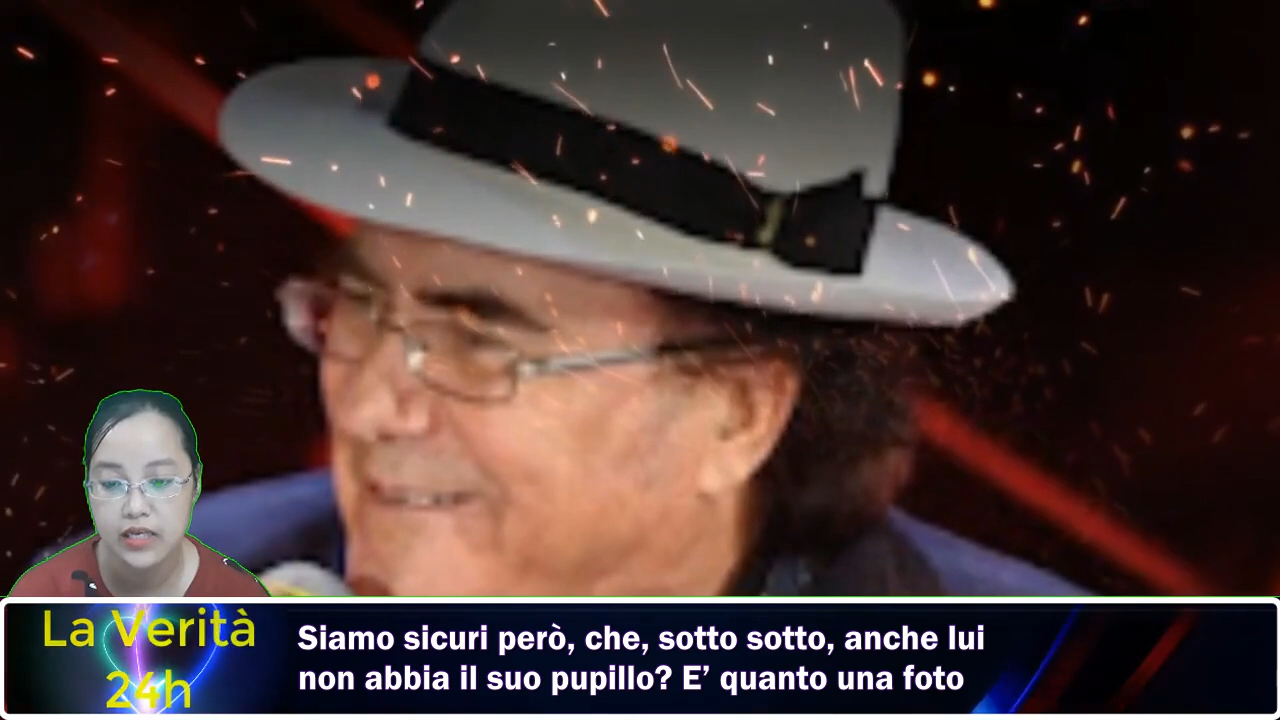 La Verità
24h
Siamo sicuri però, che, sotto sotto, anche lui
non abbia il suo pupillo? E’ quanto una foto